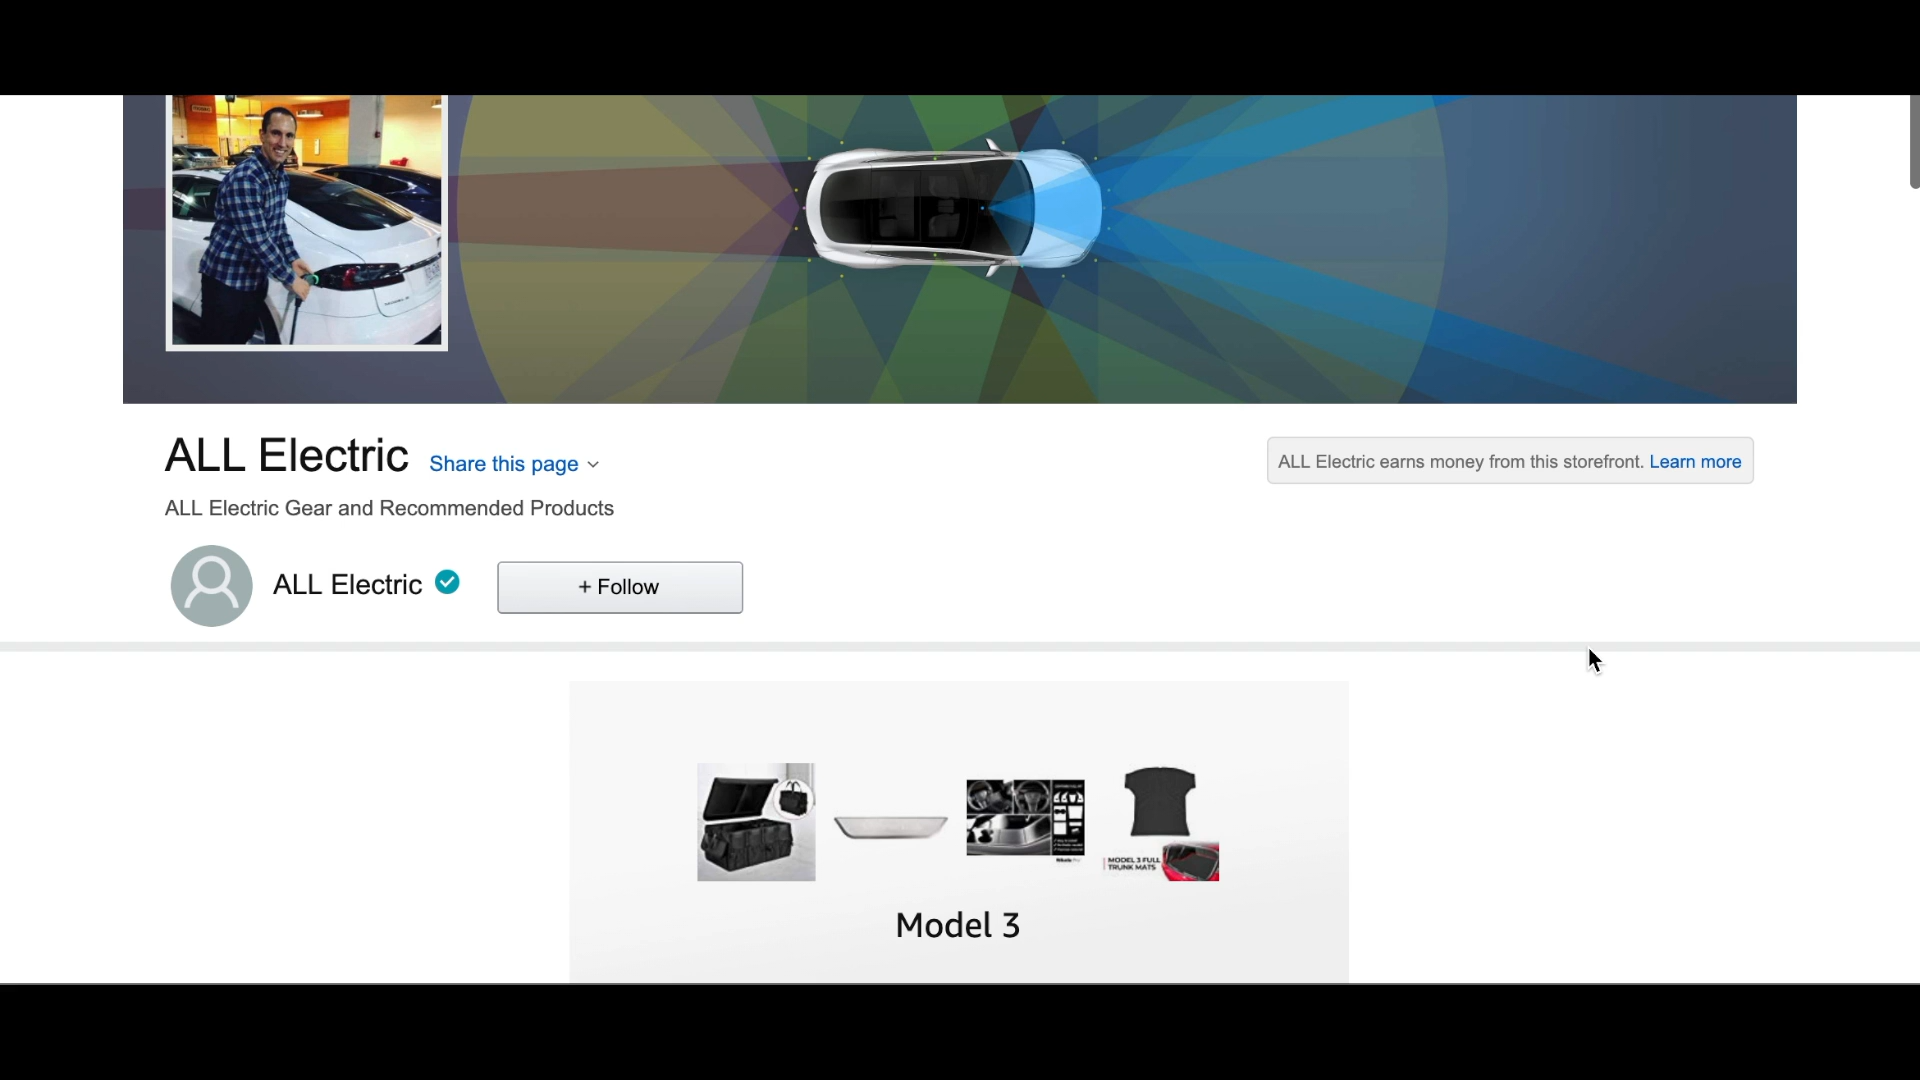 ALL Electric
Share this page
ALL Electric earns money from this storefront. Learn more
ALL Electric Gear and Recommended Products
ALL Electric
+ Follow
MODEL 3 FULL
TRUNK MATS
Model 3